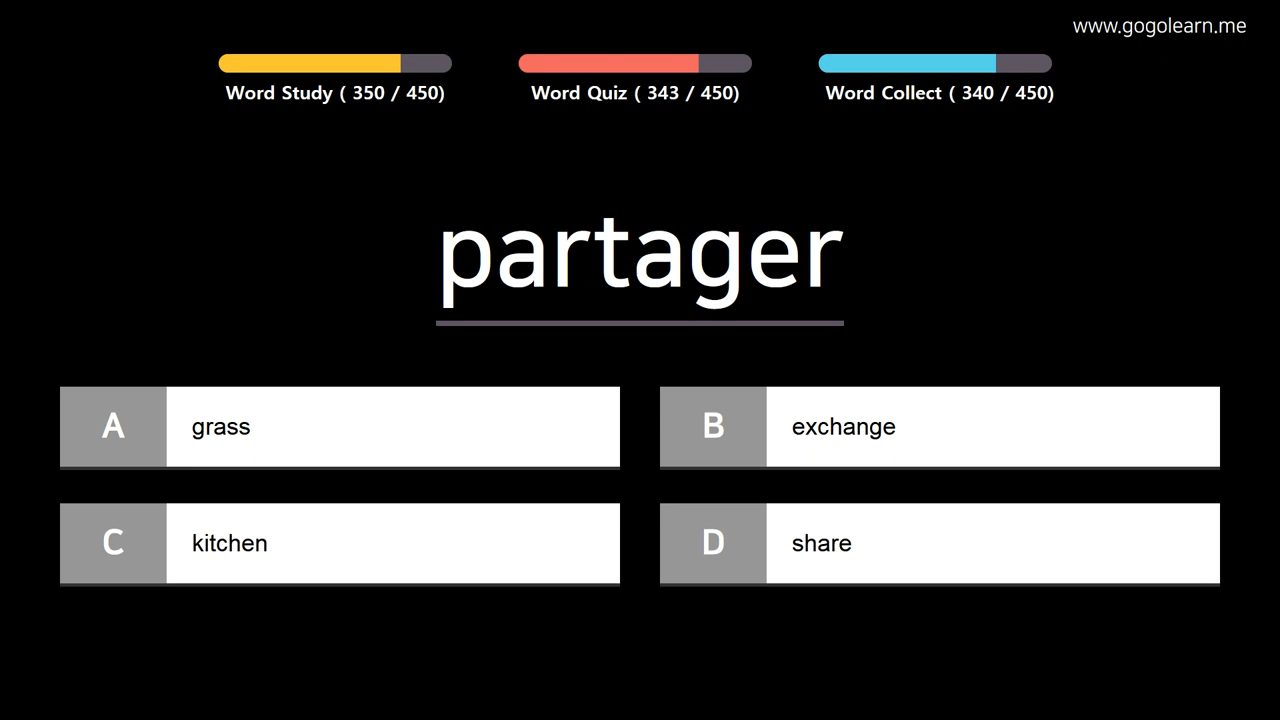 www.gogolearn.me
Word Study ( 350 / 450)
Word Quiz ( 343 / 450)
Word Collect ( 340 / 450)
partager
A grass
B exchange
C kitchen
D share